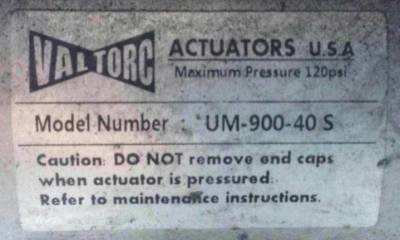 VALTORC
ACTUATORS U.S.A
Maximum Pressure 120psi
Model Number : UM-900-40 S
Caution: DO NOT remove end caps
when actuator is pressured.
Refer to maintenance instructions.